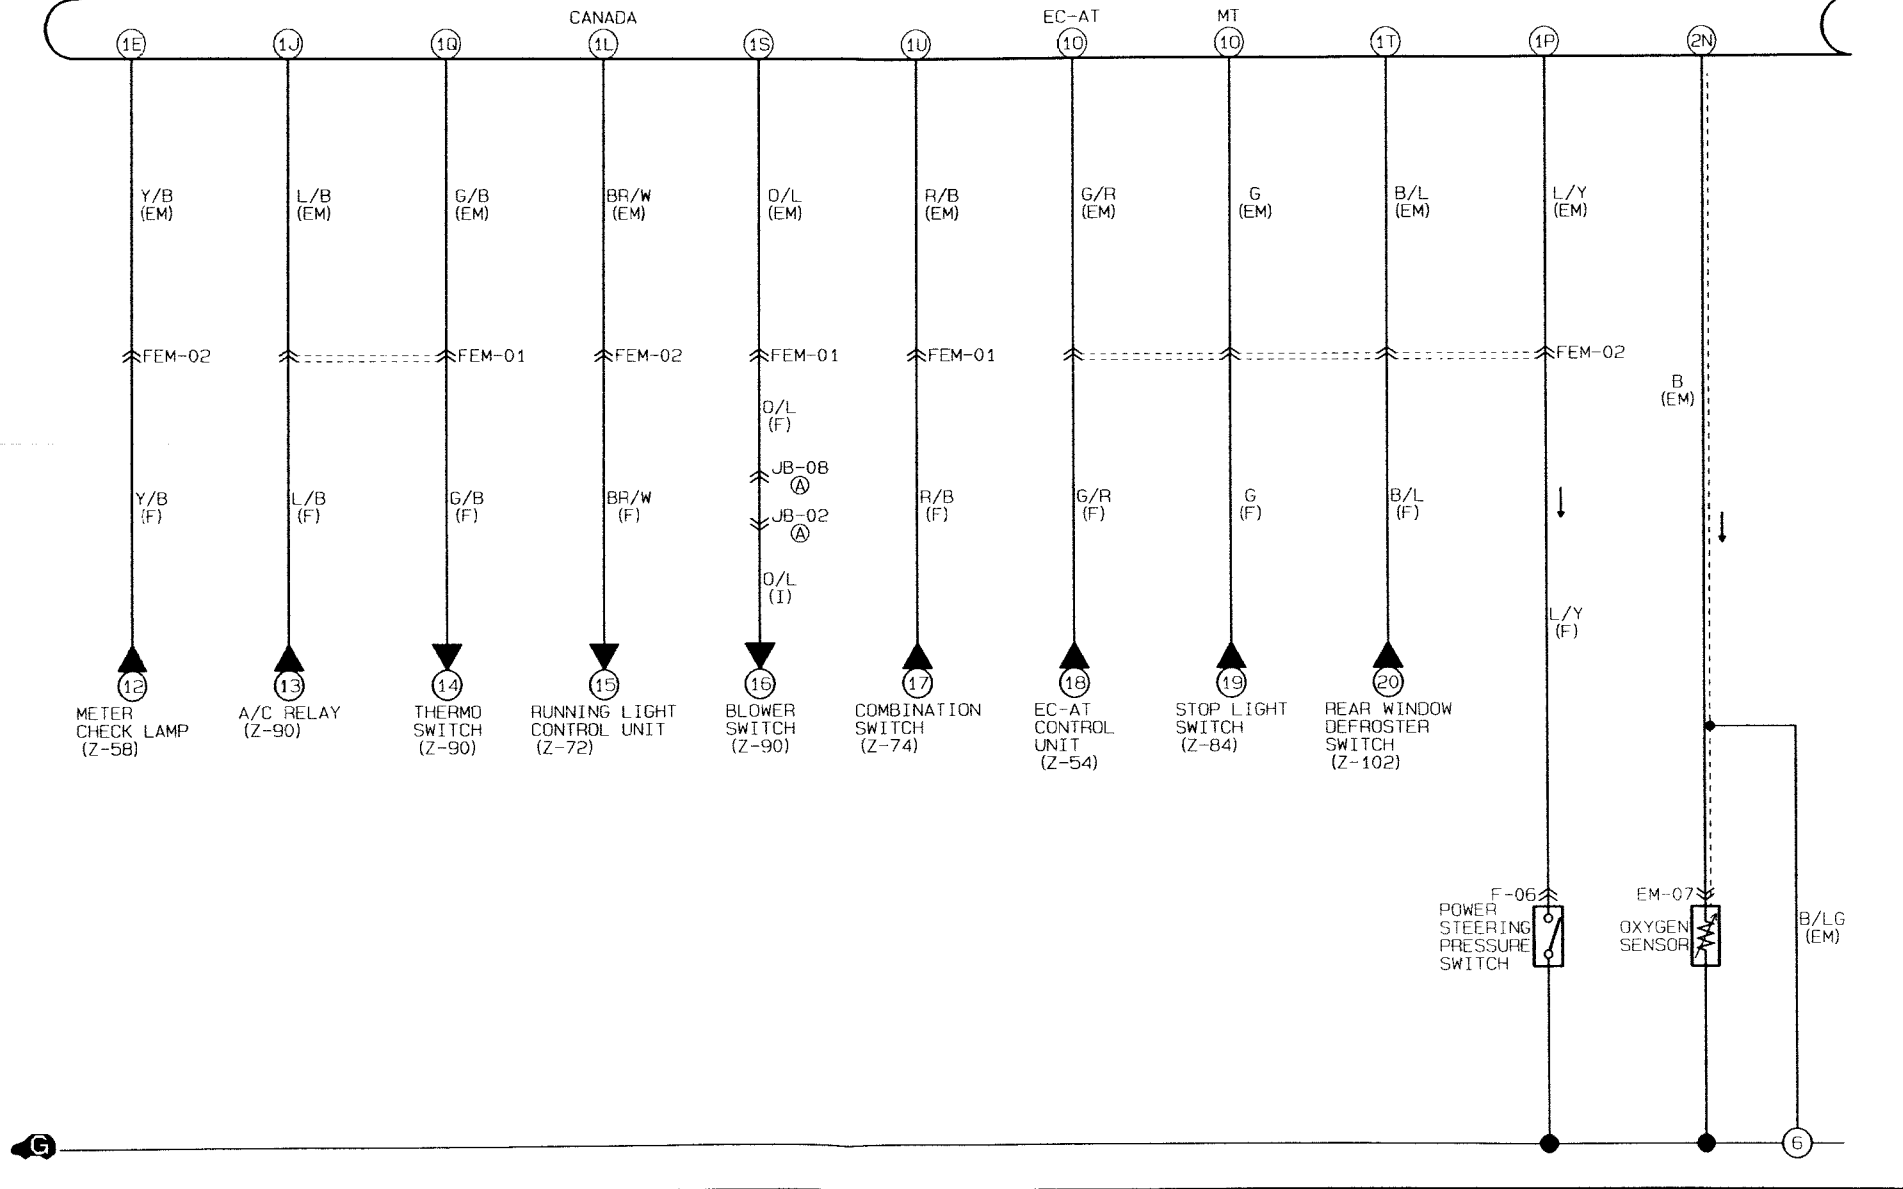 CANADA
EC-AT
MT
1E
1J
1Q
1L
1S
1U
1O
1O
1T
1P
2N
Y/B
(EM)
L/B
(EM)
G/B
(EM)
BR/W
(EM)
O/L
(EM)
R/B
(EM)
G/R
(EM)
G
(EM)
B/L
(EM)
L/Y
(EM)
FEM-02
FEM-01
FEM-02
FEM-01
FEM-01
FEM-02
B
(EM)
O/L
(F)
JB-08
A
JB-02
A
Y/B
(F)
L/B
(F)
G/B
(F)
BR/W
(F)
R/B
(F)
G/R
(F)
G
(F)
B/L
(F)
O/L
(I)
L/Y
(F)
12
METER
CHECK LAMP
(Z-58)
13
A/C RELAY
(Z-90)
14
THERMO
SWITCH
(Z-90)
15
RUNNING LIGHT
CONTROL UNIT
(Z-72)
16
BLOWER
SWITCH
(Z-90)
17
COMBINATION
SWITCH
(Z-74)
18
EC-AT
CONTROL
UNIT
(Z-54)
19
STOP LIGHT
SWITCH
(Z-84)
20
REAR WINDOW
DEFROSTER
SWITCH
(Z-102)
F-06
POWER
STEERING
PRESSURE
SWITCH
EM-07
OXYGEN
SENSOR
B/LG
(EM)
G
6